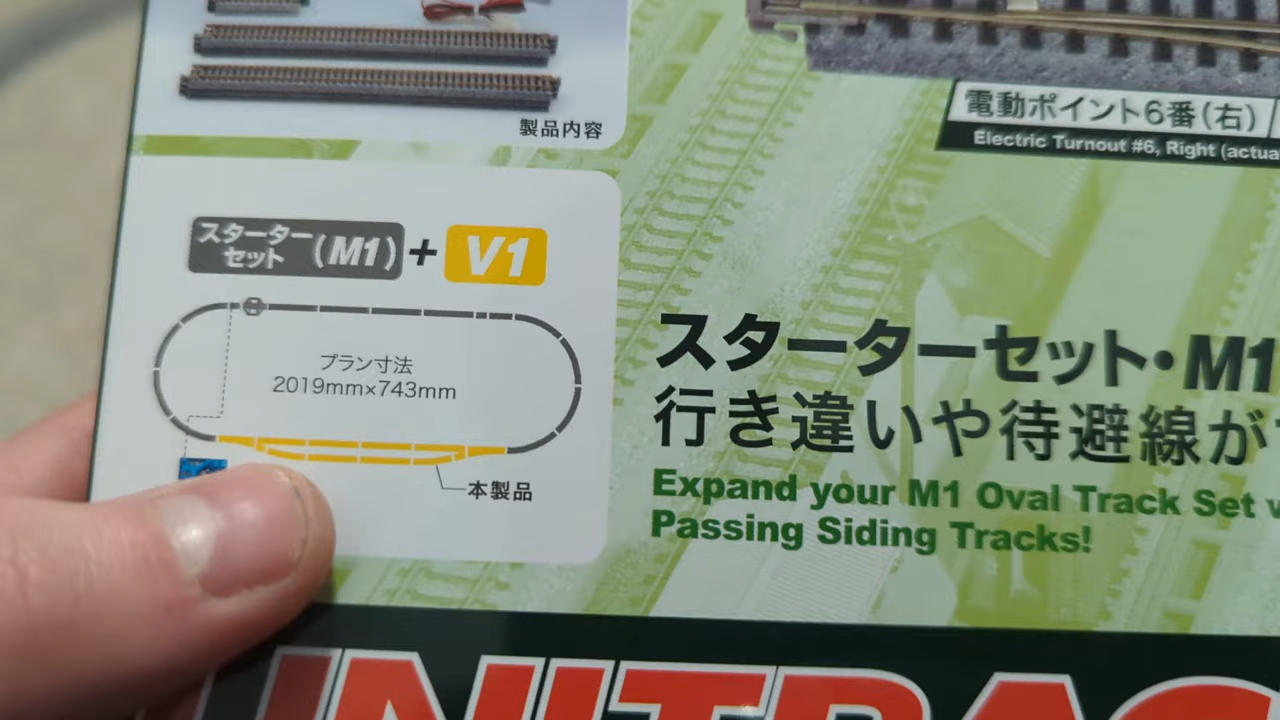 製品内容
電動ポイント6番(右)
Electric Turnout #6, Right (actua
スターター
セット
(M1)
+
V1
プラン寸法
2019mm×743mm
本製品
スターターセット・M1
行き違いや待避線が
Expand your M1 Oval Track Set
Passing Siding Tracks!